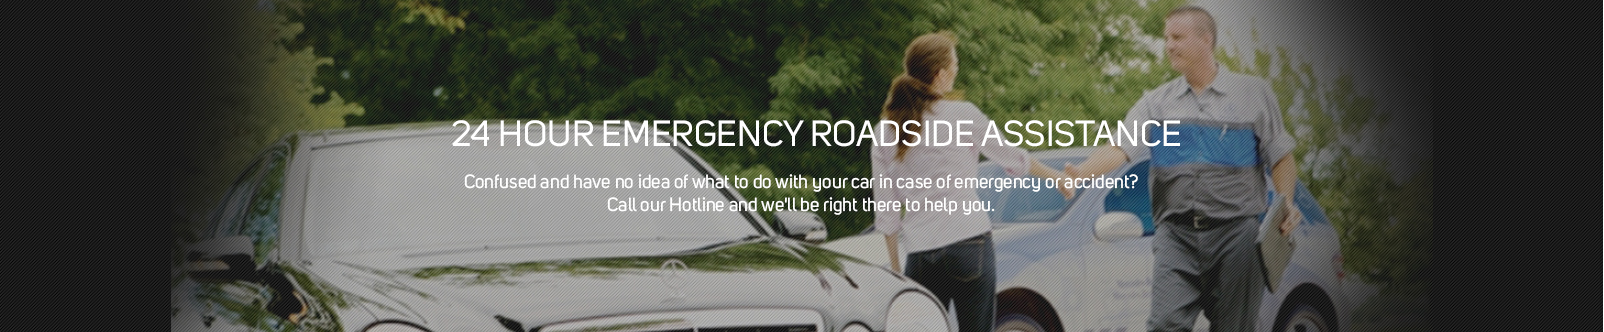 24 HOUR EMERGENCY ROADSIDE ASSISTANCE
Confused and have no idea of what to do with your car in case of emergency or accident?
Call our Hotline and we'll be right there to help you.